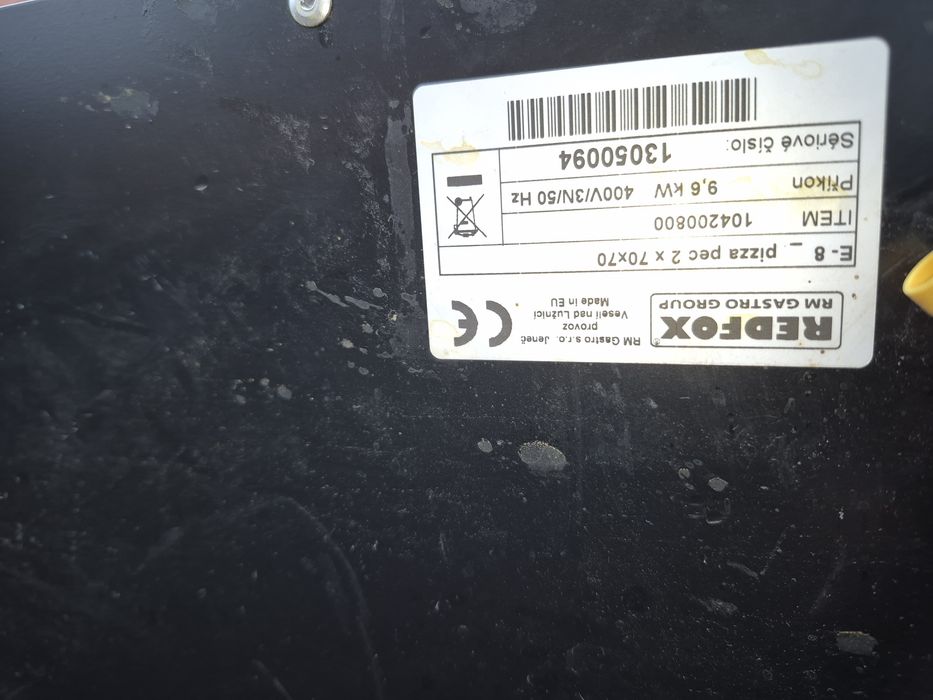 REDFOX®
RM GASTRO GROUP
RM Gastro s.r.o. Jeneč
provoz
Veselí nad Lužnicí
Made in EU
CE
E- 8 _ pizza pec 2 x 70x70
ITEM 104200800
Příkon 9,6 kW 400V/3N/50 Hz
Sériové číslo: 13050094